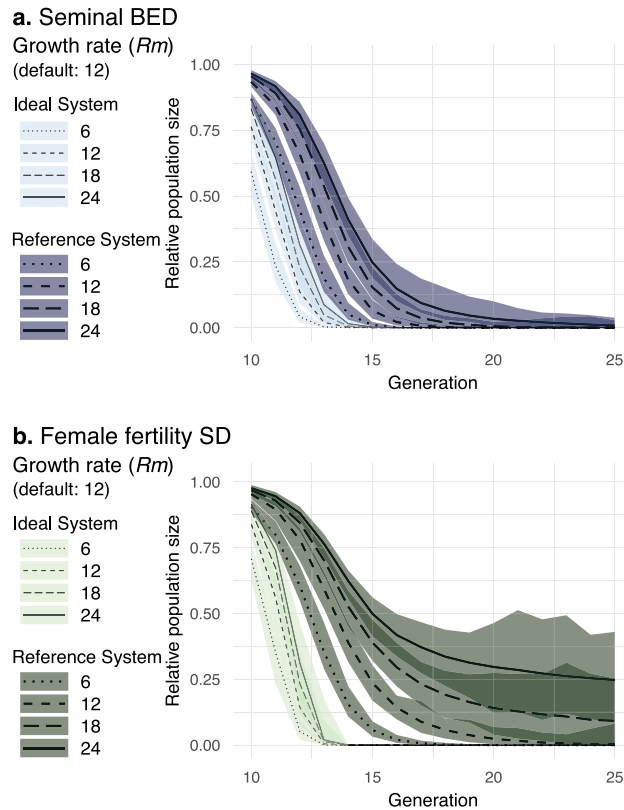 a. Seminal BED
Growth rate (Rm)
(default: 12)
Ideal System
6
12
18
24
Reference System
6
12
18
24
Relative population size
1.00
0.75
0.50
0.25
0.00
10
15
20
25
Generation
b. Female fertility SD
Growth rate (Rm)
(default: 12)
Ideal System
6
12
18
24
Reference System
6
12
18
24
Relative population size
1.00
0.75
0.50
0.25
0.00
10
15
20
25
Generation